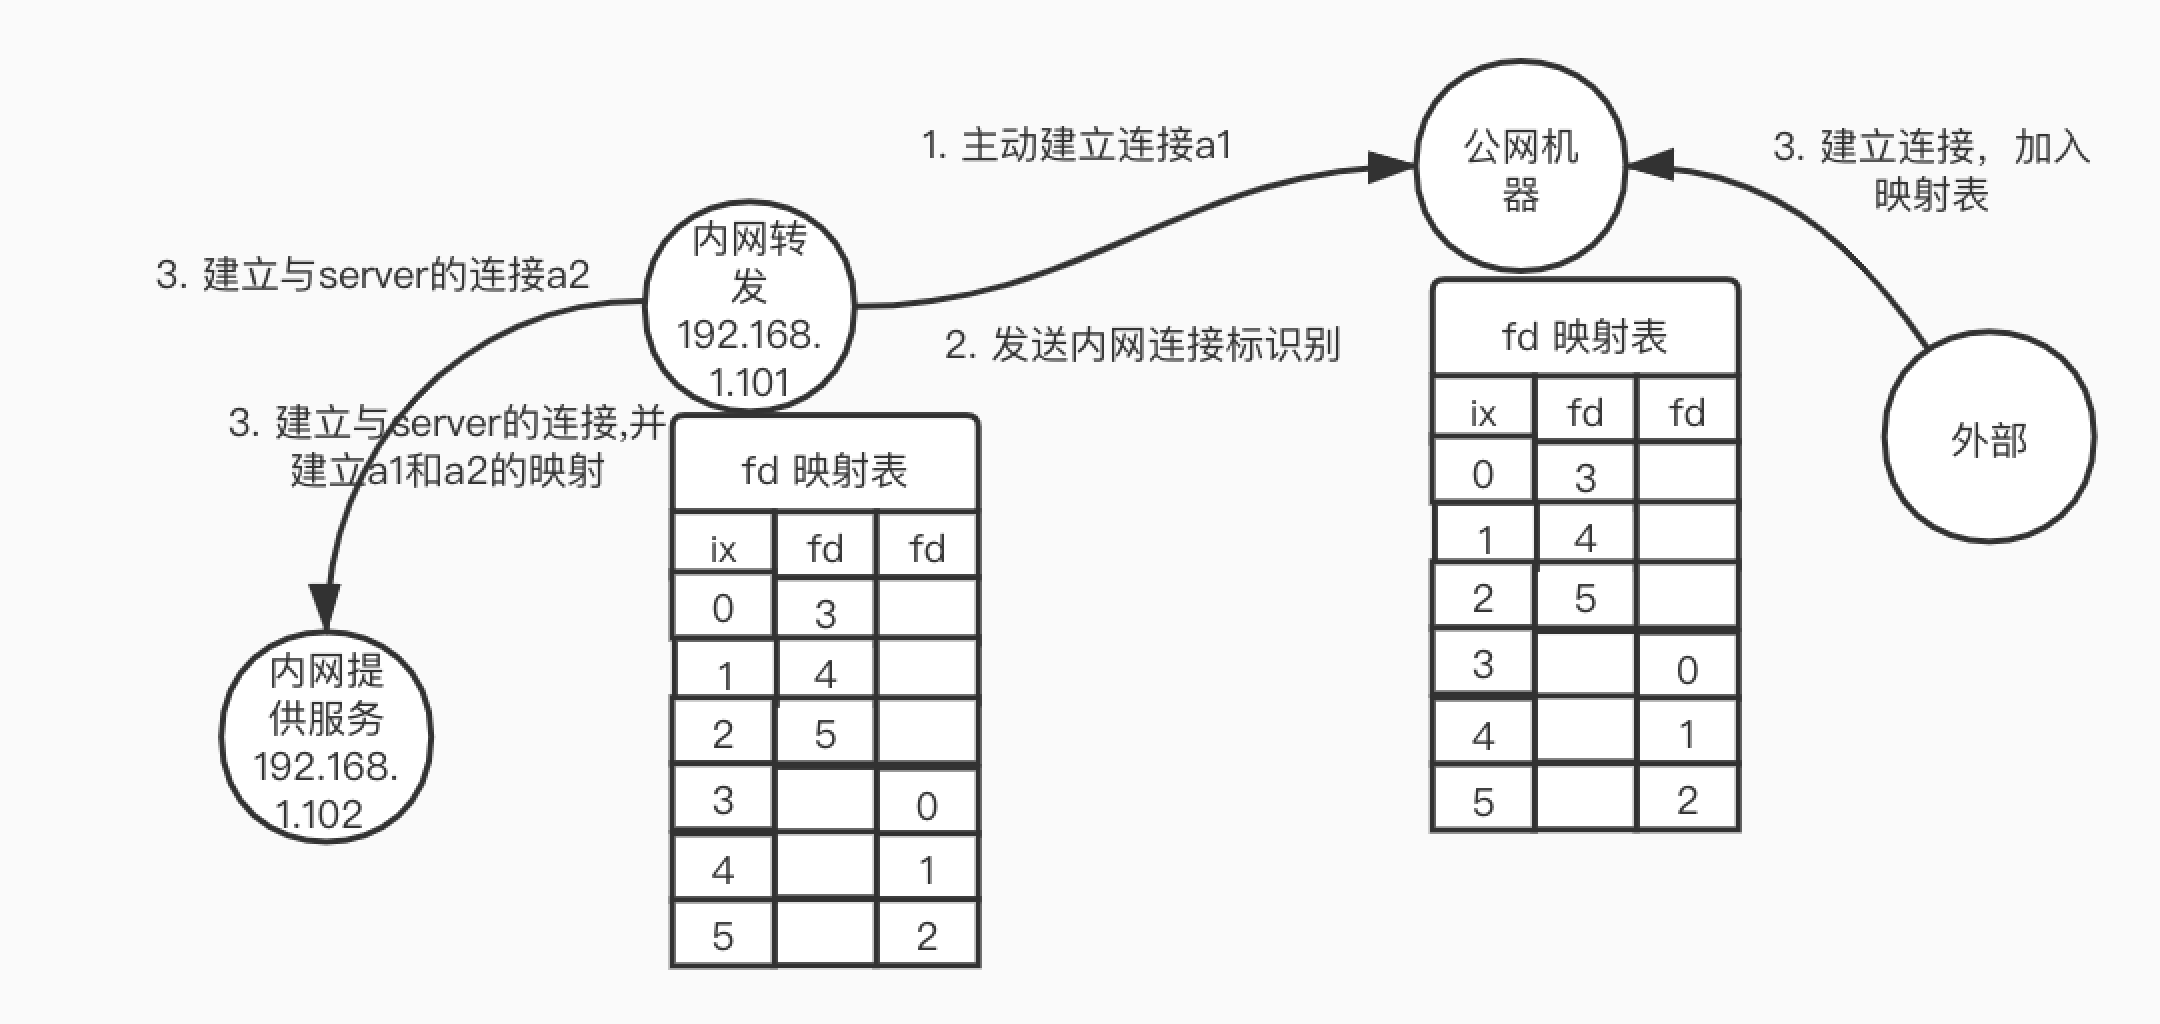 1. 主动建立连接a1
公网机
器
3. 建立连接，加入
映射表
内网转
发
192.168.
1.101
3. 建立与server的连接a2
2. 发送内网连接标识别
3. 建立与server的连接,并
建立a1和a2的映射
fd 映射表
ix fd fd
0 3
1 4
2 5
3 0
4 1
5 2
fd 映射表
ix fd fd
0 3
1 4
2 5
3 0
4 1
5 2
外部
内网提
供服务
192.168.
1.102